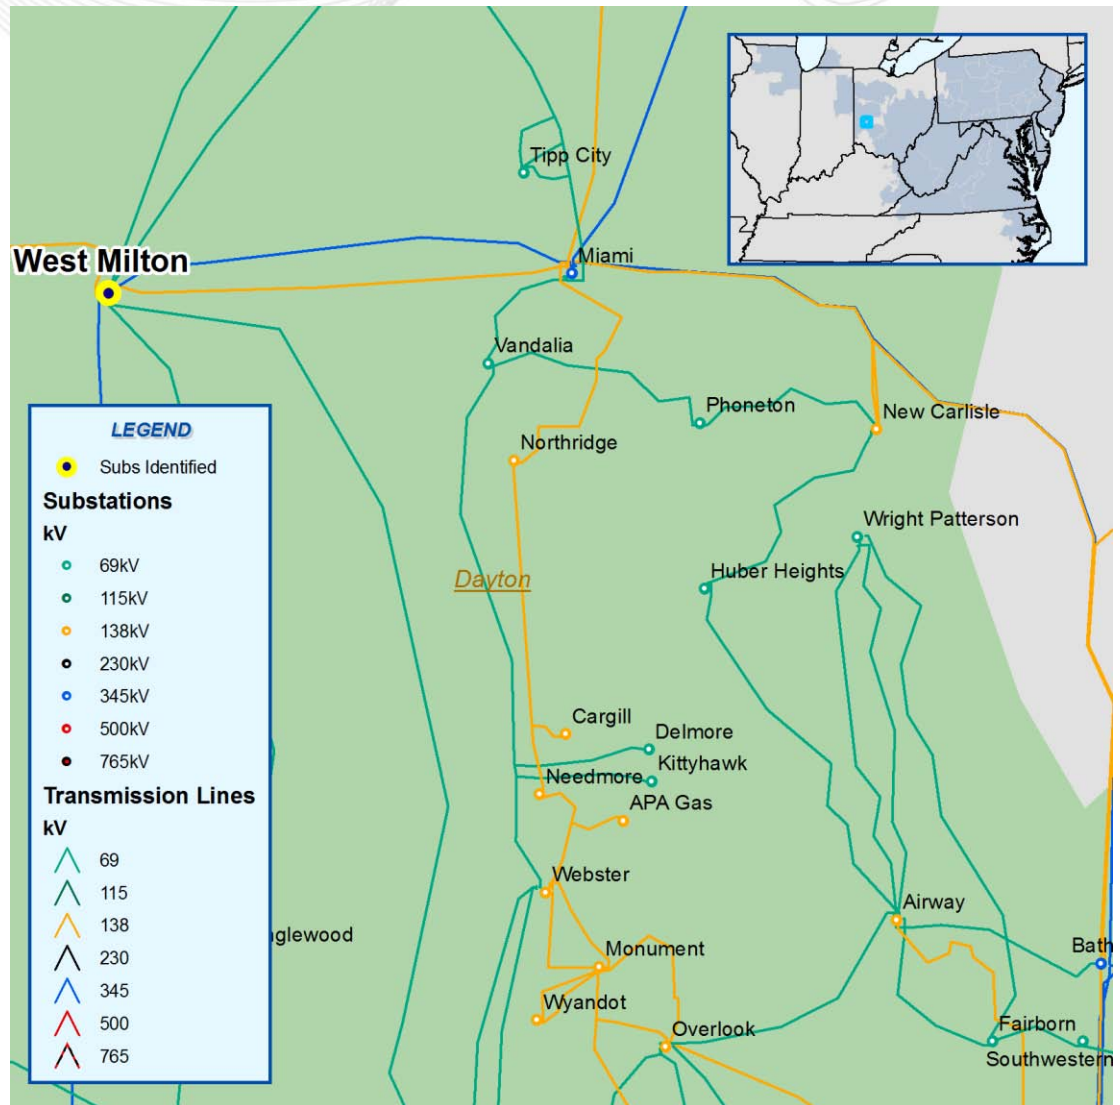 Tipp City
West Milton
Miami
Vandalia
Phoneton
New Carlisle
Northridge
Wright Patterson
Dayton
Huber Heights
Cargill
Delmore
Kittyhawk
Needmore
APA Gas
Webster
Airway
nglewood
Monument
Bath
Wyandot
Overlook
Fairborn
Southwestern
LEGEND
Subs Identified
Substations
kV
69kV
115kV
138kV
230kV
345kV
500kV
765kV
Transmission Lines
kV
69
115
138
230
345
500
765